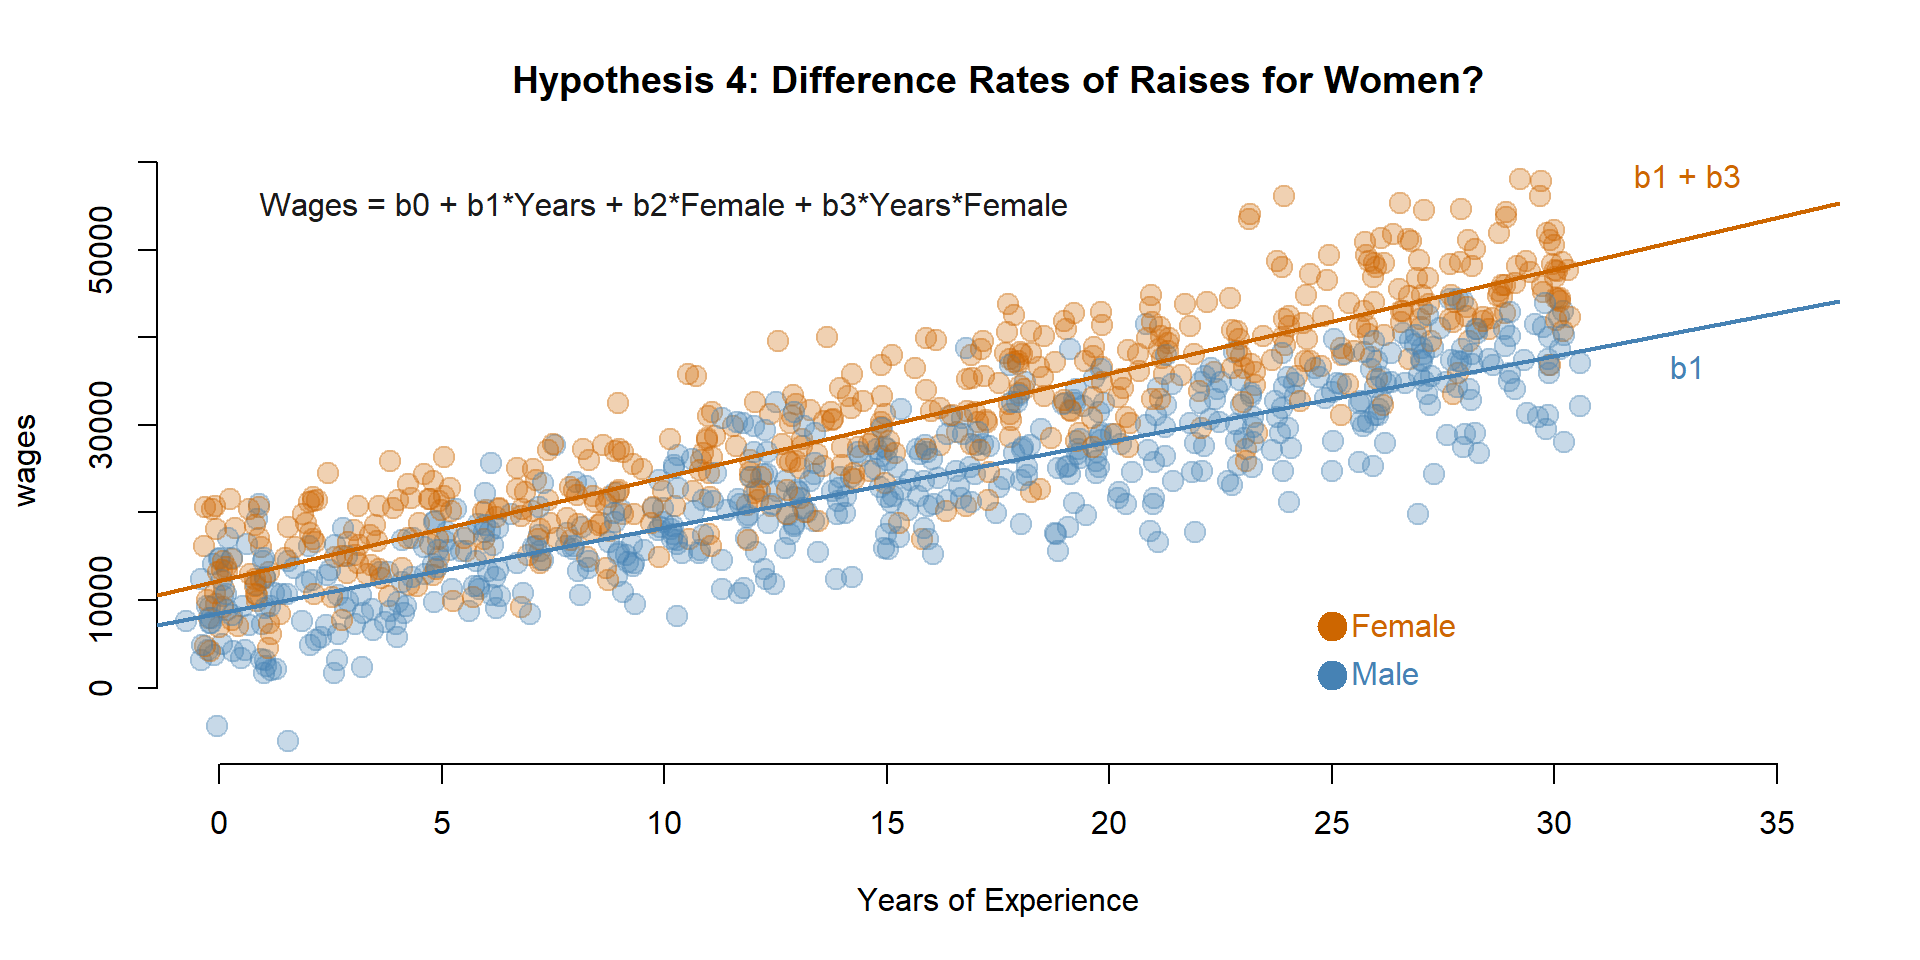 Hypothesis 4: Difference Rates of Raises for Women?
Wages = b0 + b1*Years + b2*Female + b3*Years*Female
b1 + b3
b1
wages
50000
30000
10000
0
Female
Male
0 5 10 15 20 25 30 35
Years of Experience